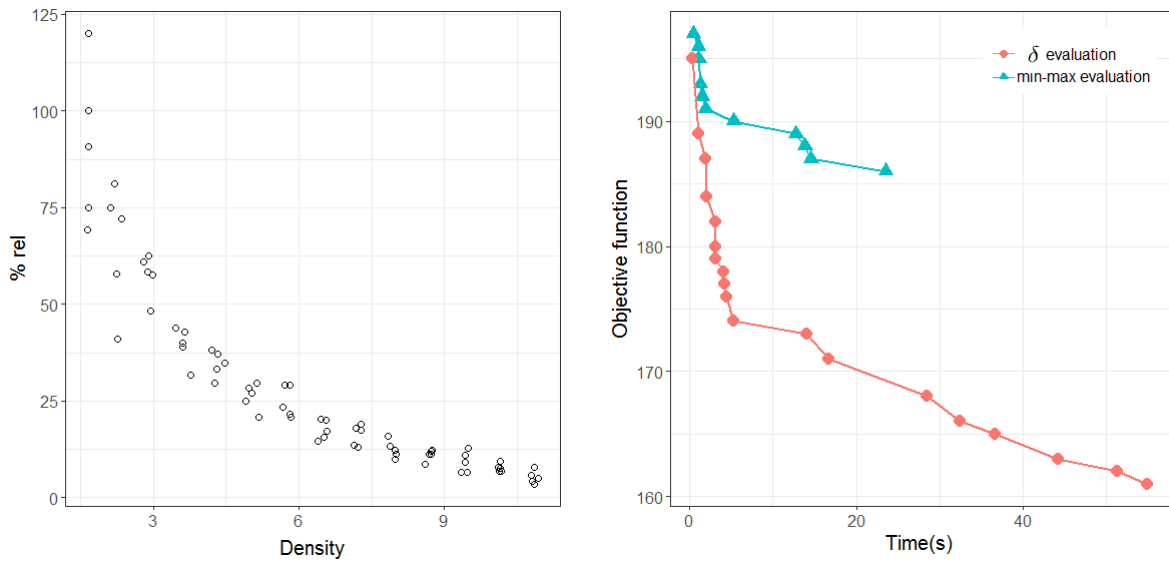 125
100
75
50
25
0
% rel
3
6
9
Density
190
180
170
160
Objective function
0
20
40
Time(s)
δ evaluation
min-max evaluation